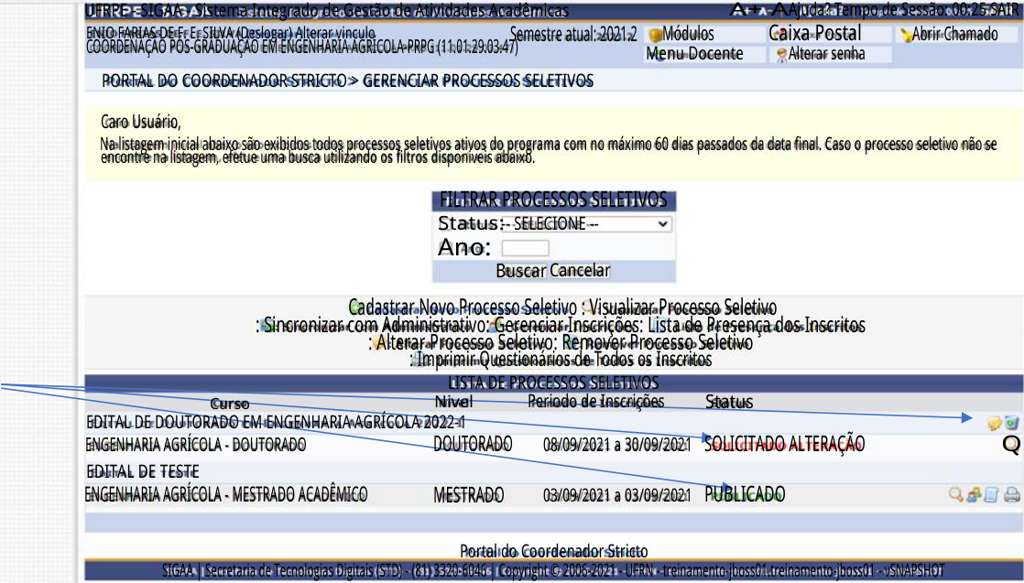 UFRPE - SIGAA - Sistema Integrado de Gestão de Atividades Acadêmicas A+ A- Ajuda? Tempo de Sessão: 00:25 SAIR
ENIO FARIAS DE F. E SILVA (Deslogar) Alterar vínculo Semestre atual: 2021.2 Módulos Caixa Postal Abrir Chamado
COORDENAÇÃO PÓS-GRADUAÇÃO EM ENGENHARIA AGRÍCOLA-PRPG (11.01.29.03.47) Menu Docente Alterar senha
PORTAL DO COORDENADOR STRICTO > GERENCIAR PROCESSOS SELETIVOS
Caro Usuário,
Na listagem inicial abaixo são exibidos todos processos seletivos ativos do programa com no máximo 60 dias passados da data final. Caso o processo seletivo não se
encontre na listagem, efetue uma busca utilizando os filtros disponíveis abaixo.
FILTRAR PROCESSOS SELETIVOS
Status: -- SELECIONE --
Ano:
Buscar Cancelar
Cadastrar Novo Processo Seletivo : Visualizar Processo Seletivo
: Sincronizar com Administrativo: Gerenciar Inscrições: Lista de Presença dos Inscritos
: Alterar Processo Seletivo: Remover Processo Seletivo
: Imprimir Questionários de Todos os Inscritos
LISTA DE PROCESSOS SELETIVOS
Curso Nível Periodo de Inscrições Status
EDITAL DE DOUTORADO EM ENGENHARIA AGRÍCOLA 2022-1
ENGENHARIA AGRÍCOLA - DOUTORADO DOUTORADO 08/09/2021 a 30/09/2021 SOLICITADO ALTERAÇÃO Q
EDITAL DE TESTE
ENGENHARIA AGRÍCOLA - MESTRADO ACADÊMICO MESTRADO 03/09/2021 a 03/09/2021 PUBLICADO
Portal do Coordenador Stricto
SIGAA | Secretaria de Tecnologias Digitais (STD) - (81) 3320-6046 | Copyright © 2006-2021 - UFRN - treinamento-jboss01.treinamento-jboss01 - vSNAPSHOT